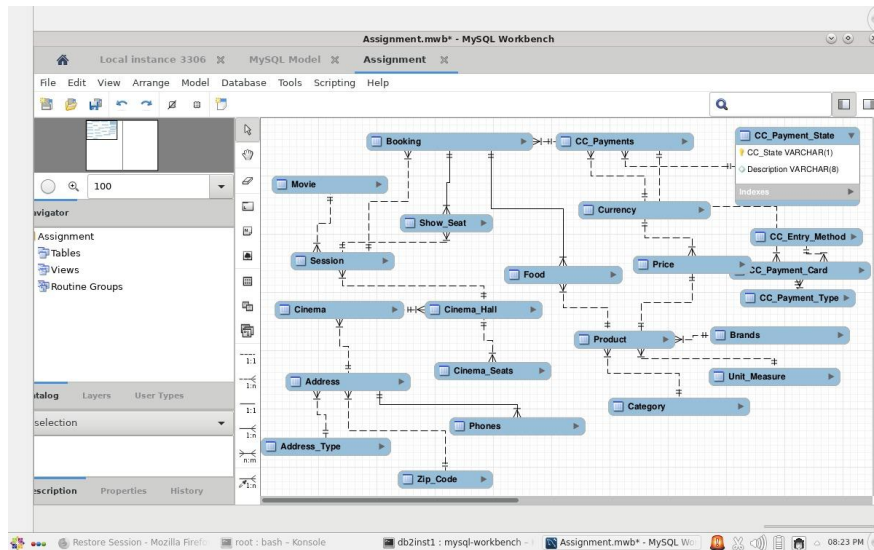 Assignment.mwb* - MySQL Workbench
Local instance 3306 MySQL Model Assignment
File Edit View Arrange Model Database Tools Scripting Help
100
avigator
Assignment
Tables
Views
Routine Groups
atalog Layers User Types
selection
escription Properties History
1:1
1:n
1:1
1:n
n:m
1:n
Booking
CC_Payments
CC_Payment_State
CC_State VARCHAR(1)
Description VARCHAR(8)
Indexes
Movie
Show_Seat
Currency
CC_Entry_Method
Session
Food
Price
CC_Payment_Card
CC_Payment_Type
Cinema
Cinema_Hall
Product
Brands
Cinema_Seats
Address
Unit_Measure
Category
Phones
Address_Type
Zip_Code
Restore Session - Mozilla Firefo
root : bash - Konsole
db2inst1 : mysql-workbench -
Assignment.mwb* - MySQL Wo
08:23 PM